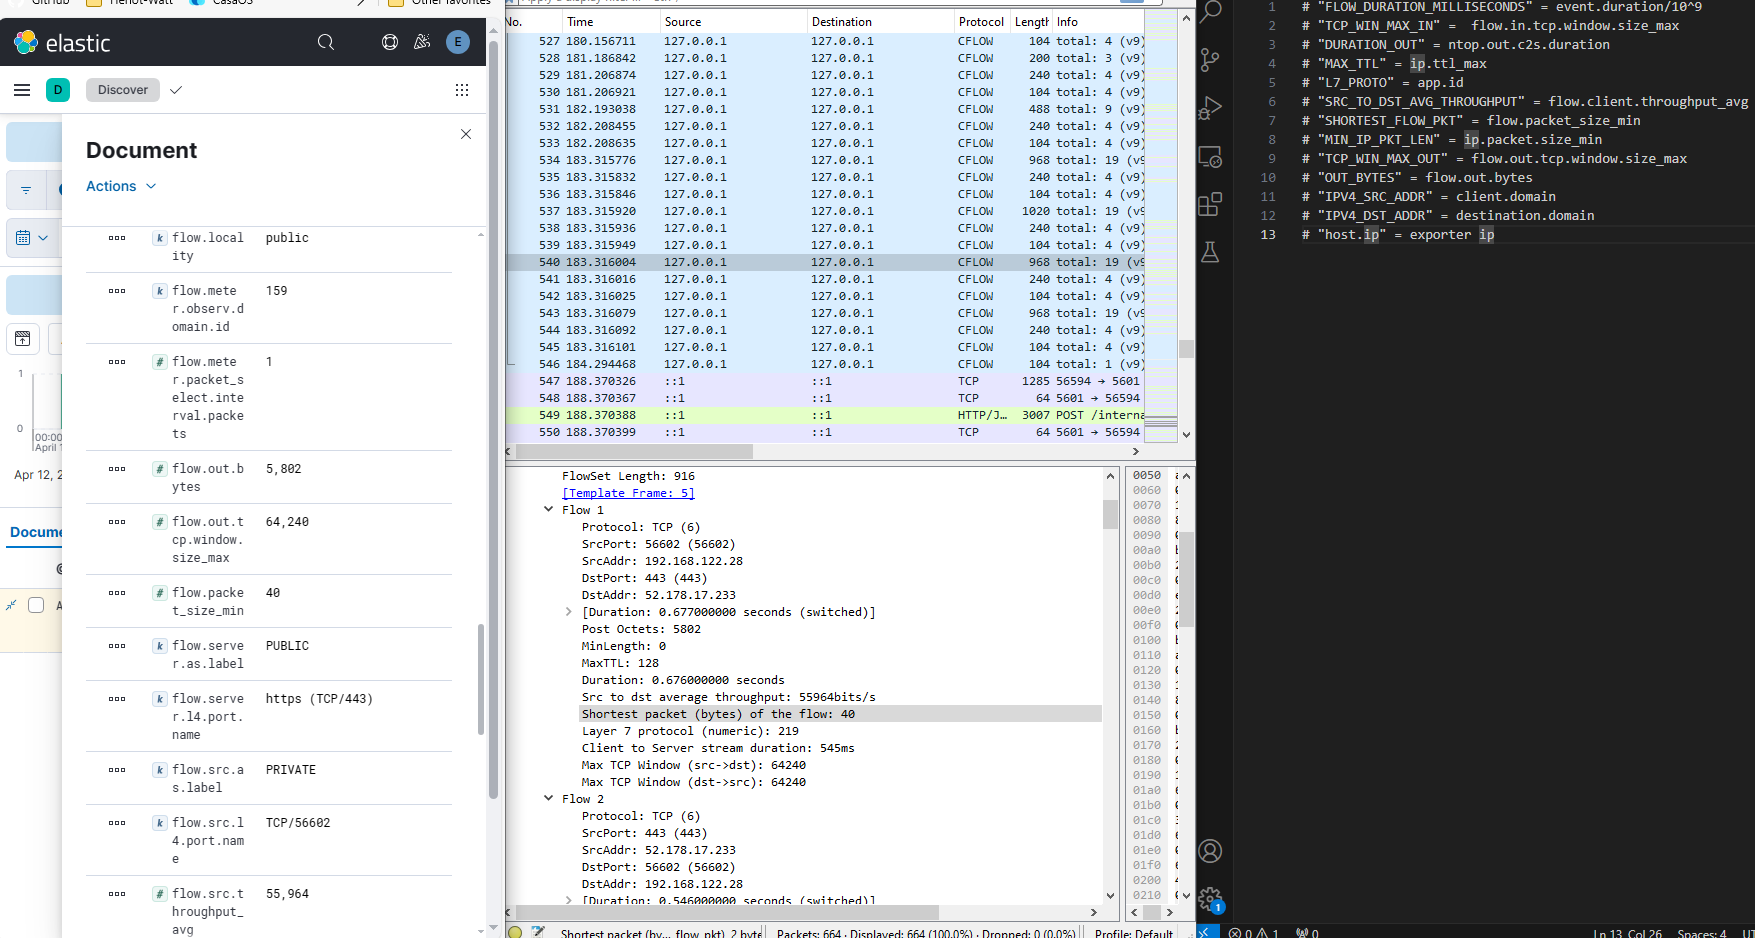 GitHub
Heriot-Watt
CasaOS
Other favorites
elastic
E
D
Discover
Document
Actions
flow.local
ity
public
flow.mete
r.observ.d
omain.id
159
flow.mete
r.packet_s
elect.inte
rval.packe
ts
1
flow.out.b
ytes
5,802
flow.out.t
cp.window.
size_max
64,240
flow.packe
t_size_min
40
flow.serve
r.as.label
PUBLIC
flow.serve
r.l4.port.
name
https (TCP/443)
flow.src.a
s.label
PRIVATE
flow.src.l
4.port.nam
e
TCP/56602
flow.src.t
hroughput_
avg
55,964
1
0
00:00
April 1
Apr 12, 2
Docume
No. Time Source Destination Protocol Length Info
527 180.156711 127.0.0.1 127.0.0.1 CFLOW 104 total: 4 (v9)
528 181.186842 127.0.0.1 127.0.0.1 CFLOW 200 total: 3 (v9)
529 181.206874 127.0.0.1 127.0.0.1 CFLOW 240 total: 4 (v9)
530 181.206921 127.0.0.1 127.0.0.1 CFLOW 104 total: 4 (v9)
531 182.193038 127.0.0.1 127.0.0.1 CFLOW 488 total: 9 (v9)
532 182.208455 127.0.0.1 127.0.0.1 CFLOW 240 total: 4 (v9)
533 182.208635 127.0.0.1 127.0.0.1 CFLOW 104 total: 4 (v9)
534 183.315776 127.0.0.1 127.0.0.1 CFLOW 968 total: 19 (v9
535 183.315832 127.0.0.1 127.0.0.1 CFLOW 240 total: 4 (v9)
536 183.315846 127.0.0.1 127.0.0.1 CFLOW 104 total: 4 (v9)
537 183.315920 127.0.0.1 127.0.0.1 CFLOW 1020 total: 19 (v9
538 183.315936 127.0.0.1 127.0.0.1 CFLOW 240 total: 4 (v9)
539 183.315949 127.0.0.1 127.0.0.1 CFLOW 104 total: 4 (v9)
540 183.316004 127.0.0.1 127.0.0.1 CFLOW 968 total: 19 (v9
541 183.316016 127.0.0.1 127.0.0.1 CFLOW 240 total: 4 (v9)
542 183.316025 127.0.0.1 127.0.0.1 CFLOW 104 total: 4 (v9)
543 183.316079 127.0.0.1 127.0.0.1 CFLOW 968 total: 19 (v9
544 183.316092 127.0.0.1 127.0.0.1 CFLOW 240 total: 4 (v9)
545 183.316101 127.0.0.1 127.0.0.1 CFLOW 104 total: 4 (v9)
546 184.294468 127.0.0.1 127.0.0.1 CFLOW 104 total: 1 (v9)
547 188.370326 ::1 ::1 TCP 1285 56594 → 5601
548 188.370367 ::1 ::1 TCP 64 5601 → 56594
549 188.370388 ::1 ::1 HTTP/J… 3007 POST /interna
550 188.370399 ::1 ::1 TCP 64 5601 → 56594
FlowSet Length: 916
[Template Frame: 5]
Flow 1
Protocol: TCP (6)
SrcPort: 56602 (56602)
SrcAddr: 192.168.122.28
DstPort: 443 (443)
DstAddr: 52.178.17.233
[Duration: 0.677000000 seconds (switched)]
Post Octets: 5802
MinLength: 0
MaxTTL: 128
Duration: 0.676000000 seconds
Src to dst average throughput: 55964bits/s
Shortest packet (bytes) of the flow: 40
Layer 7 protocol (numeric): 219
Client to Server stream duration: 545ms
Max TCP Window (src->dst): 64240
Max TCP Window (dst->src): 64240
Flow 2
Protocol: TCP (6)
SrcPort: 443 (443)
SrcAddr: 52.178.17.233
DstPort: 56602 (56602)
DstAddr: 192.168.122.28
[Duration: 0.546000000 seconds (switched)]
0050
0060
0070
0080
0090
00a0
00b0
00c0
00d0
00e0
00f0
0100
0110
0120
0130
0140
0150
0160
0170
0180
0190
01a0
01b0
01c0
01d0
01e0
01f0
0200
0210
Shortest packet (by… flow_pkt), 2 byte
Packets: 664 · Displayed: 664 (100.0%) · Dropped: 0 (0.0%)
Profile: Default
1 # "FLOW_DURATION_MILLISECONDS" = event.duration/10^9
2 # "TCP_WIN_MAX_IN" =  flow.in.tcp.window.size_max
3 # "DURATION_OUT" = ntop.out.c2s.duration
4 # "MAX_TTL" = ip.ttl_max
5 # "L7_PROTO" = app.id
6 # "SRC_TO_DST_AVG_THROUGHPUT" = flow.client.throughput_avg
7 # "SHORTEST_FLOW_PKT" = flow.packet_size_min
8 # "MIN_IP_PKT_LEN" = ip.packet.size_min
9 # "TCP_WIN_MAX_OUT" = flow.out.tcp.window.size_max
10 # "OUT_BYTES" = flow.out.bytes
11 # "IPV4_SRC_ADDR" = client.domain
12 # "IPV4_DST_ADDR" = destination.domain
13 # "host.ip" = exporter ip
1
0 1 0
Ln 13, Col 26 Spaces: 4